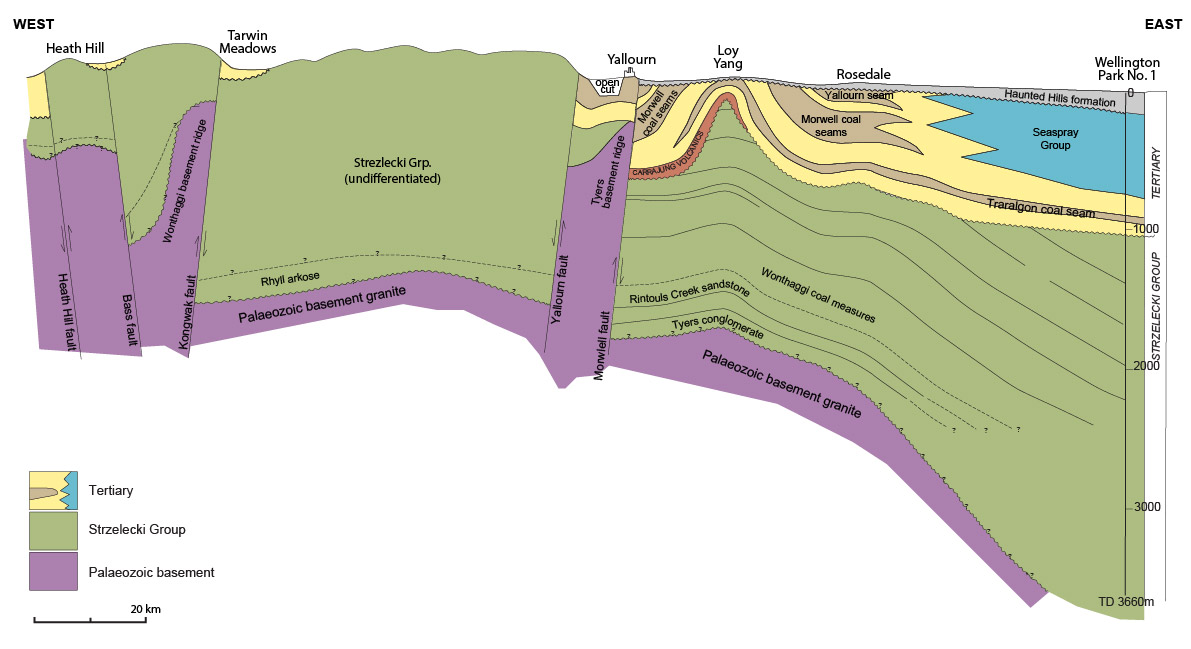 WEST
EAST
Heath Hill
Tarwin
Meadows
Yallourn
Loy
Yang
Rosedale
Wellington
Park No. 1
open
cut
0
Haunted Hills formation
Yallourn seam
Morwell
coal seams
Morwell coal
seams
Seaspray
Group
TERTIARY
CARRAJUNG VOLCANICS
Strezlecki Grp.
(undifferentiated)
Wonthaggi basement ridge
Tyers
basement ridge
Traralgon coal seam
1000
Rhyll arkose
Palaeozoic basement granite
Heath Hill fault
Bass fault
Kongwak fault
Yallourn fault
Morwlell fault
Rintouls Creek sandstone
Wonthaggi coal measures
Tyers conglomerate
STRZELECKI GROUP
2000
Palaeozoic basement granite
3000
TD 3660m
Tertiary
Strzelecki Group
Palaeozoic basement
20 km